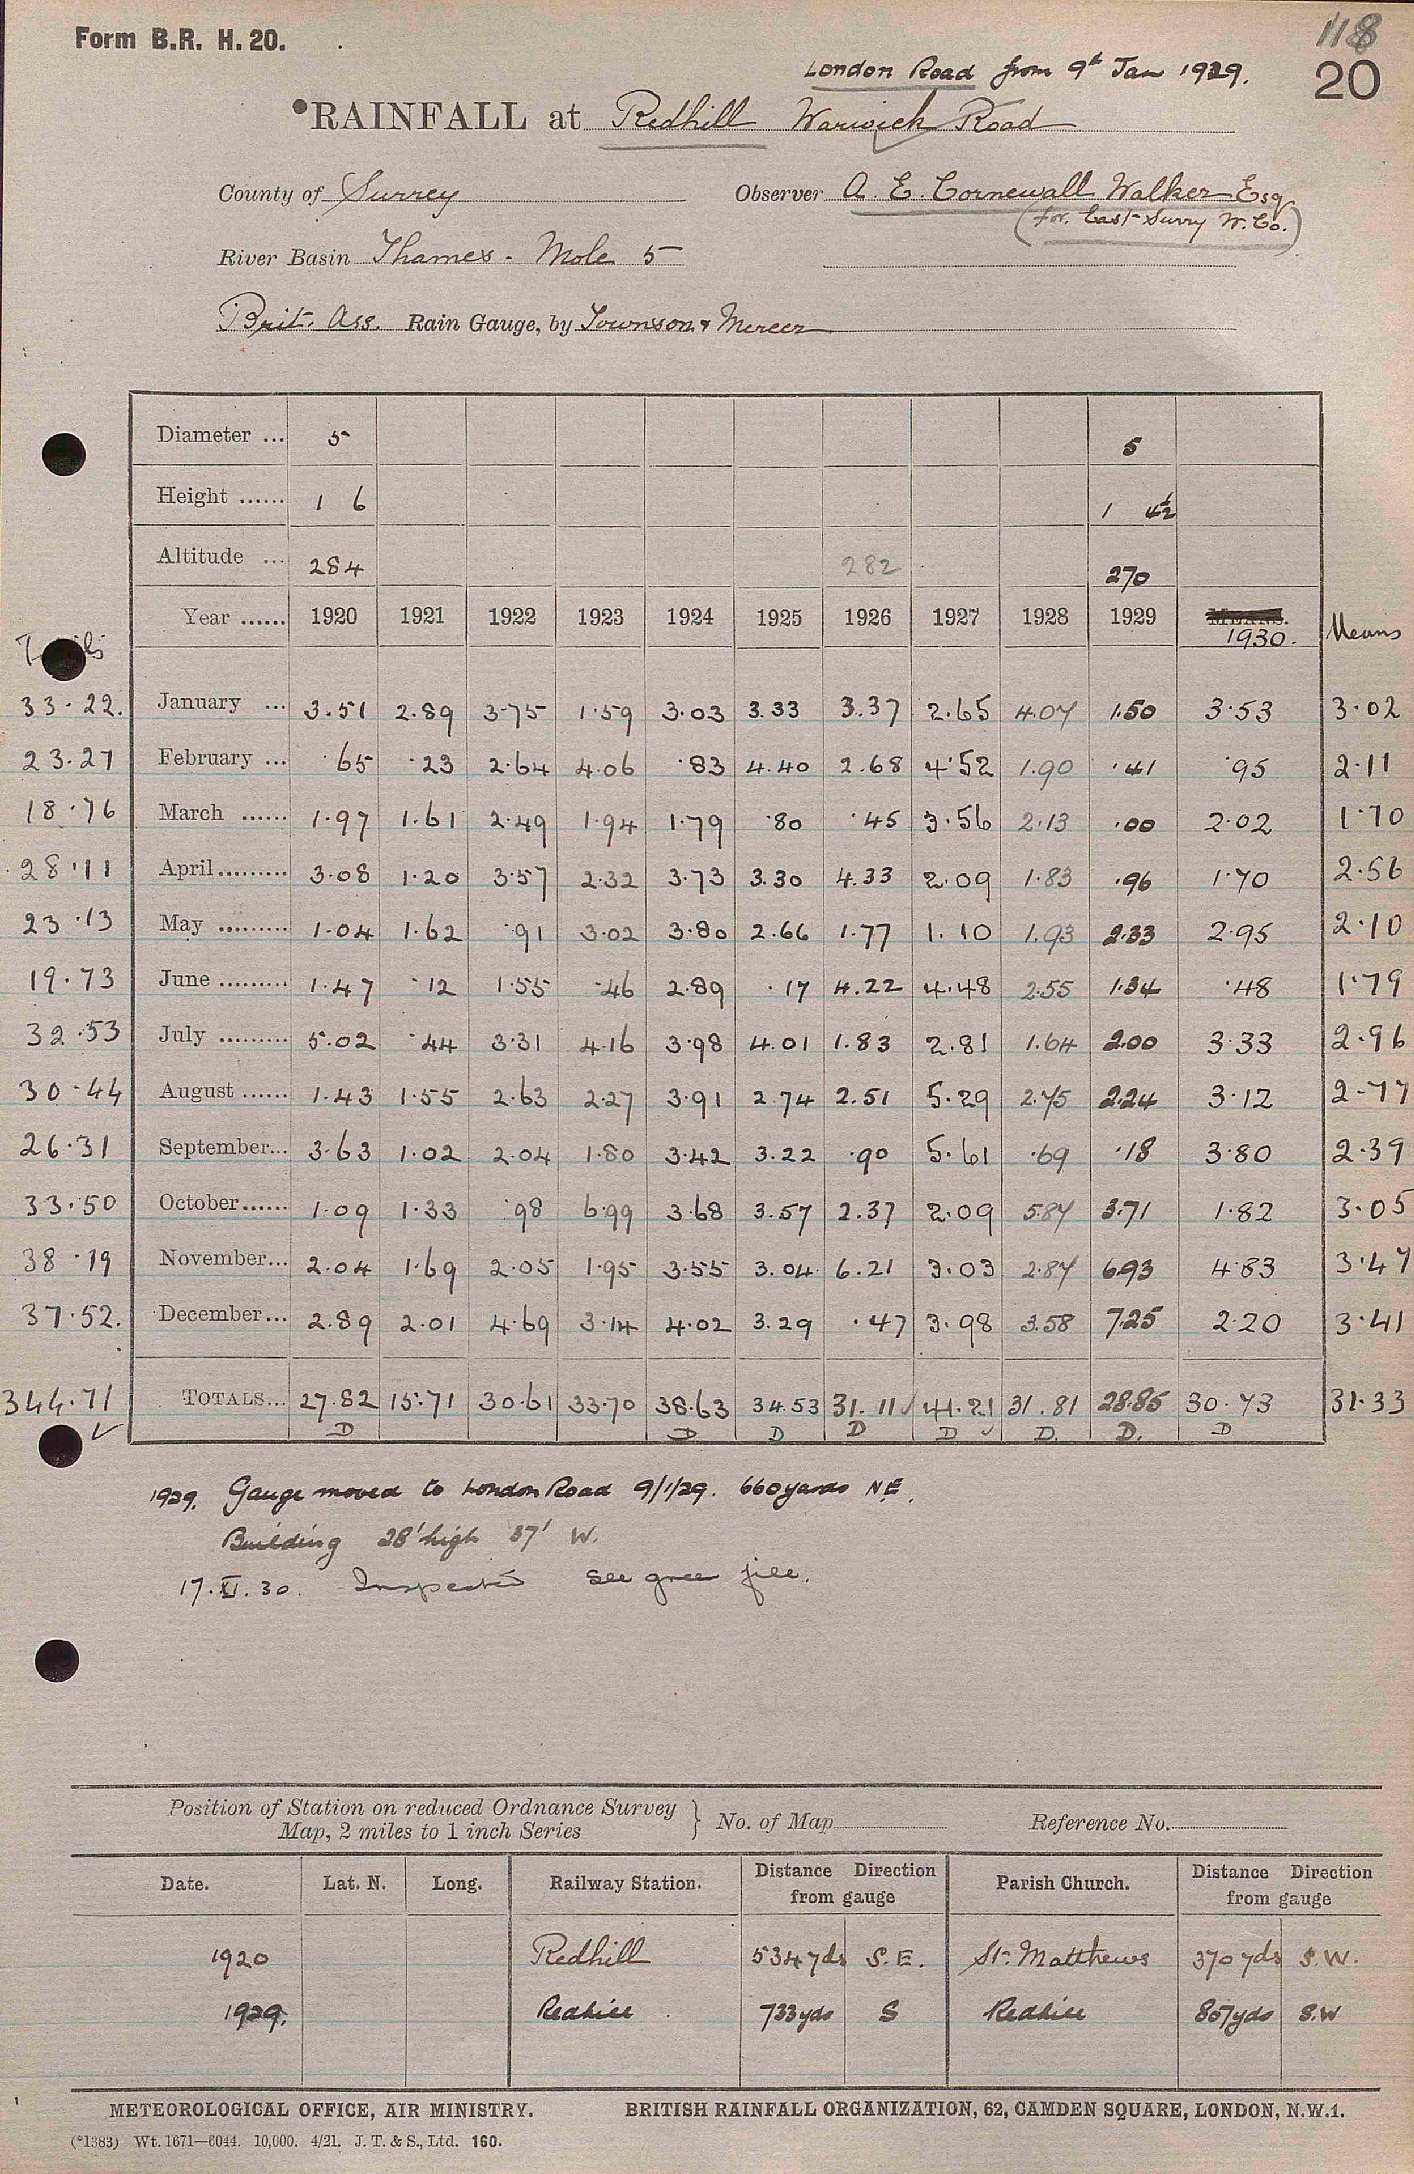 Form B.R. H. 20.
118
20
London Road from 9th Jan 1929.
RAINFALL at Redhill Warwick Road
County of Surrey Observer A. E. Cornewall Walker Esq
(for East Surry W. Co.)
River Basin Thames - Mole 5
Brit. Ass. Rain Gauge, by Townson & Mercer
Diameter ... 5 5
Height ...... 1 6 1 4½
Altitude ... 284 282 270
Year ...... 1920 1921 1922 1923 1924 1925 1926 1927 1928 1929 MEANS. 1930. Means
33.22. January ... 3.51 2.89 3.75 1.59 3.03 3.33 3.37 2.65 4.07 1.50 3.53 3.02
23.27 February ... .65 .23 2.64 4.06 .83 4.40 2.68 4.52 1.90 .41 .95 2.11
18.76 March ...... 1.97 1.61 2.49 1.94 1.79 .80 .45 3.56 2.13 .00 2.02 1.70
28.11 April ......... 3.08 1.20 3.57 2.32 3.73 3.30 4.33 2.09 1.83 .96 1.70 2.56
23.13 May ......... 1.04 1.62 .91 3.02 3.80 2.66 1.77 1.10 1.93 2.33 2.95 2.10
19.73 June ......... 1.47 .12 1.55 .46 2.89 .17 4.22 4.48 2.55 1.34 .48 1.79
32.53 July ......... 5.02 .44 3.31 4.16 3.98 4.01 1.83 2.81 1.64 2.00 3.33 2.96
30.44 August ...... 1.43 1.55 2.63 2.27 3.91 2.74 2.51 5.29 2.75 2.24 3.12 2.77
26.31 September... 3.63 1.02 2.04 1.80 3.42 3.22 .90 5.61 .69 .18 3.80 2.39
33.50 October ...... 1.09 1.33 .98 6.99 3.68 3.57 2.37 2.09 5.87 3.71 1.82 3.05
38.19 November... 2.04 1.69 2.05 1.95 3.55 3.04 6.21 3.03 2.87 6.93 4.83 3.47
37.52. December... 2.89 2.01 4.69 3.14 4.02 3.29 .47 3.98 3.58 7.25 2.20 3.41
344.71 TOTALS... 27.82 15.71 30.61 33.70 38.63 34.53 31.11 41.21 31.81 28.85 30.73 31.33
D D D D D D. D. D
1929. Gauge moved to London Road 9/1/29. 660 yards N.E.
Building 28' high 37' W.
17.XI.30. Inspected See green file.
Position of Station on reduced Ordnance Survey Map, 2 miles to 1 inch Series } No. of Map Reference No.
Date. Lat. N. Long. Railway Station. Distance Direction from gauge Parish Church. Distance Direction from gauge
1920 Redhill 534 yds S.E. St. Matthews 370 yds S.W.
1929. Redhill 733 yds S Redhill 807 yds S.W
METEOROLOGICAL OFFICE, AIR MINISTRY. BRITISH RAINFALL ORGANIZATION, 62, CAMDEN SQUARE, LONDON, N.W.1.
(*1383) Wt. 1671—6044. 10,000. 4/21. J. T. & S., Ltd. 160.